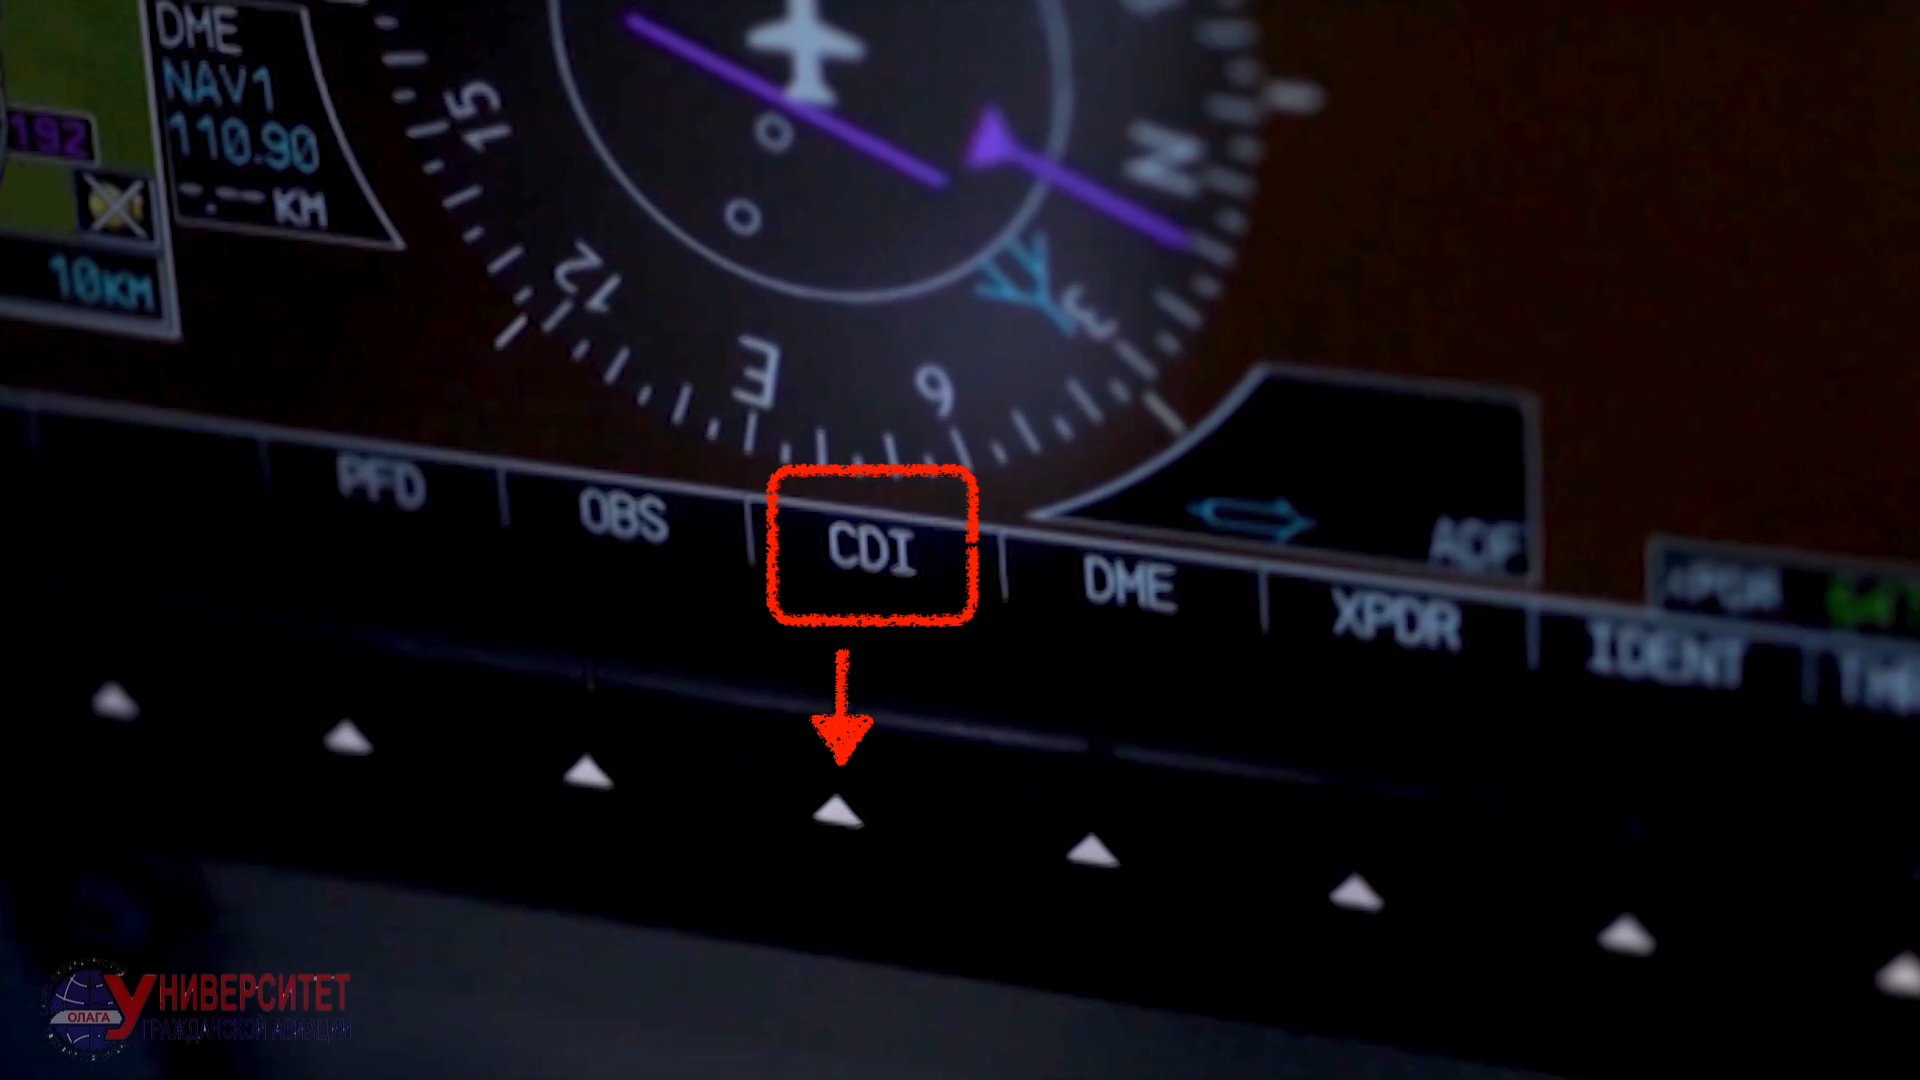 DME
NAV1
110.90
-.-- KM
192
10KM
15
12
E
6
3
N
PFD
OBS
CDI
DME
XPDR
IDENT
ADF
XPDR
УНИВЕРСИТЕТ
ГРАЖДАНСКОЙ АВИАЦИИ
ОЛАГА